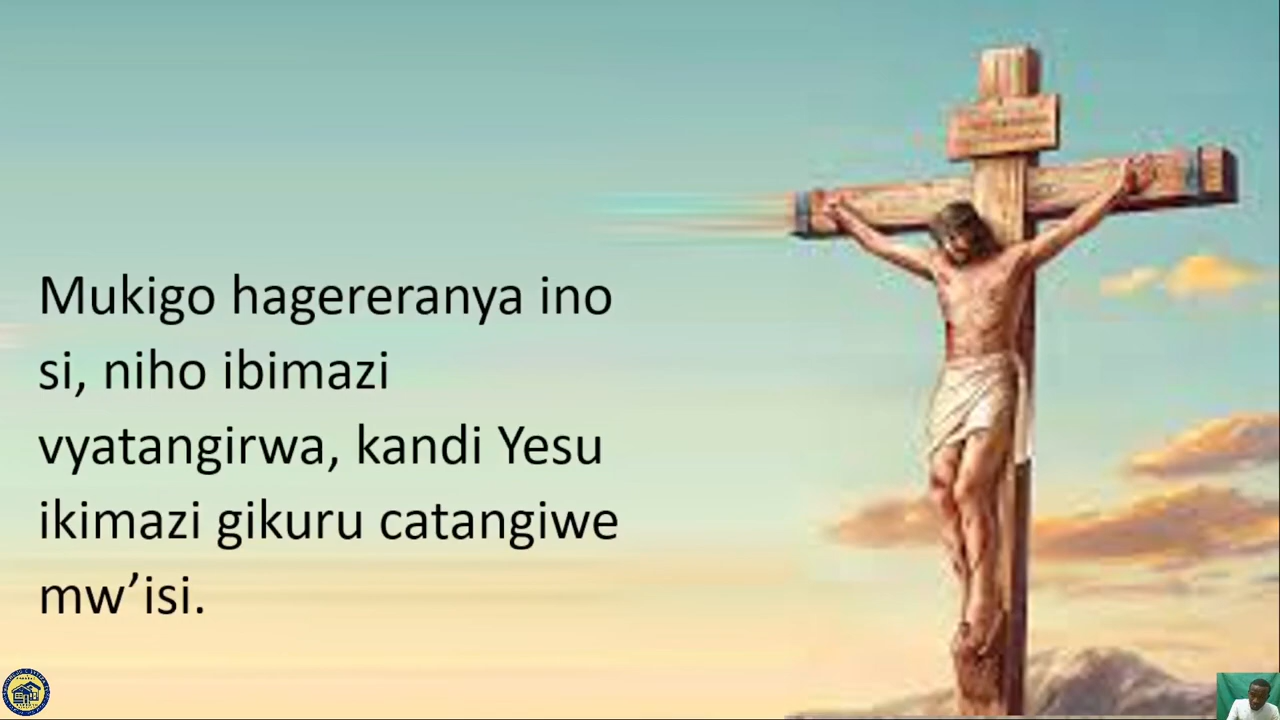 Mukigo hagereranya ino
si, niho ibimazi
vyatangirwa, kandi Yesu
ikimazi gikuru catangiwe
mw’isi.